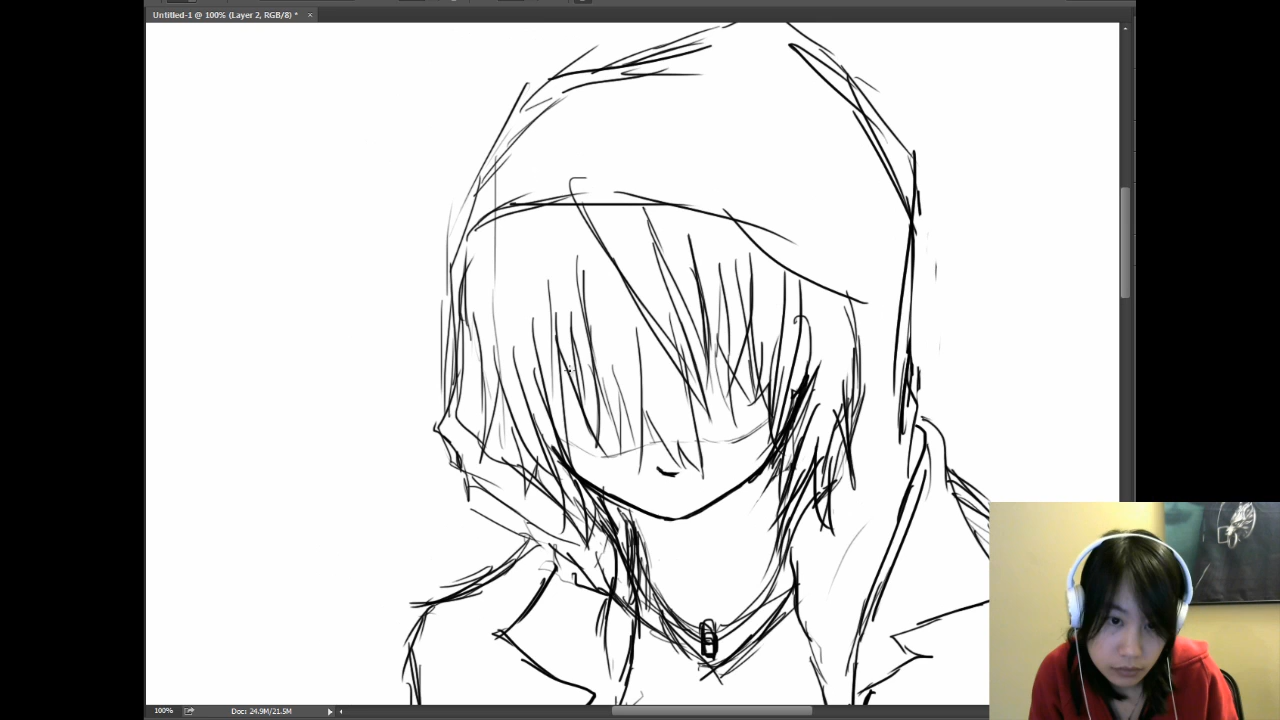 Untitled-1 @ 100% (Layer 2, RGB/8) * ×
100% Doc: 24.9M/21.5M